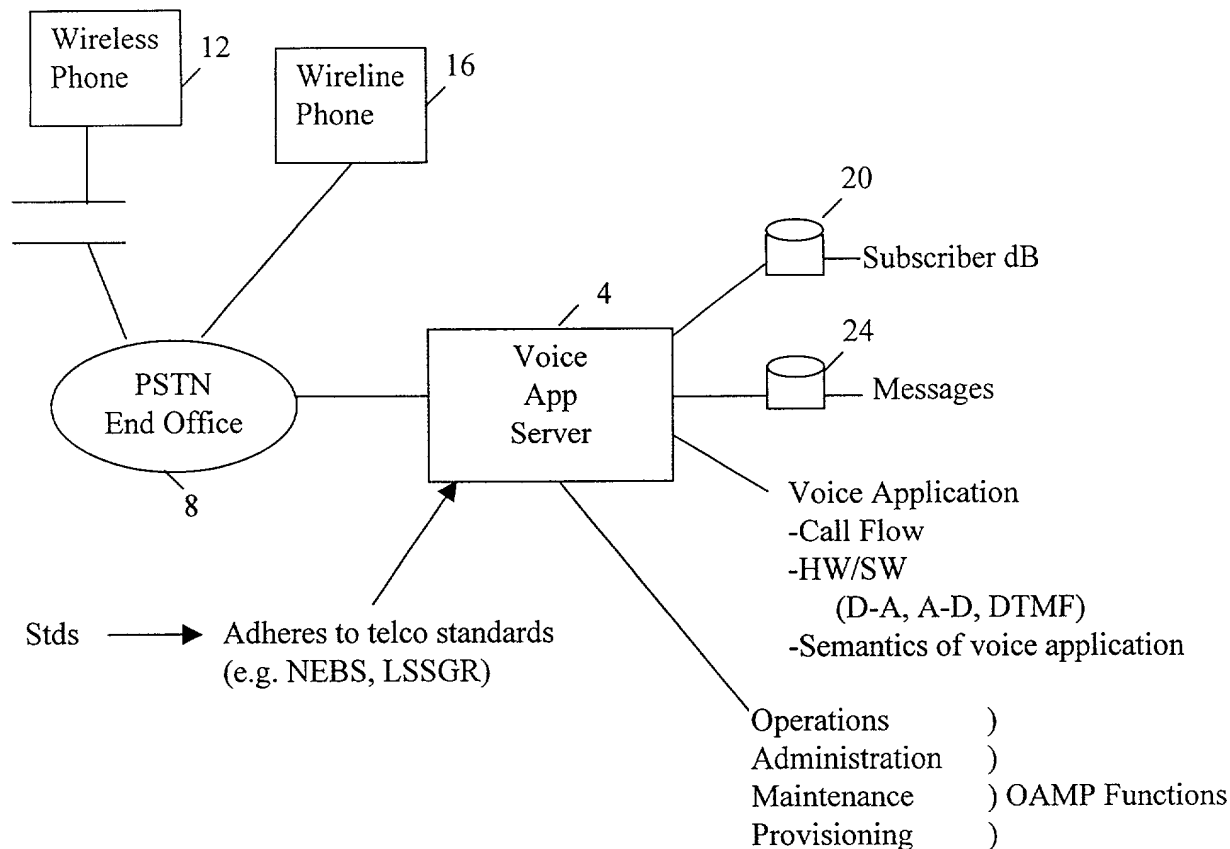 Wireless
Phone
12
Wireline
Phone
16
20
Subscriber dB
4
Voice
App
Server
24
Messages
PSTN
End Office
8
Voice Application
-Call Flow
-HW/SW
(D-A, A-D, DTMF)
-Semantics of voice application
Stds
Adheres to telco standards
(e.g. NEBS, LSSGR)
Operations )
Administration )
Maintenance ) OAMP Functions
Provisioning )